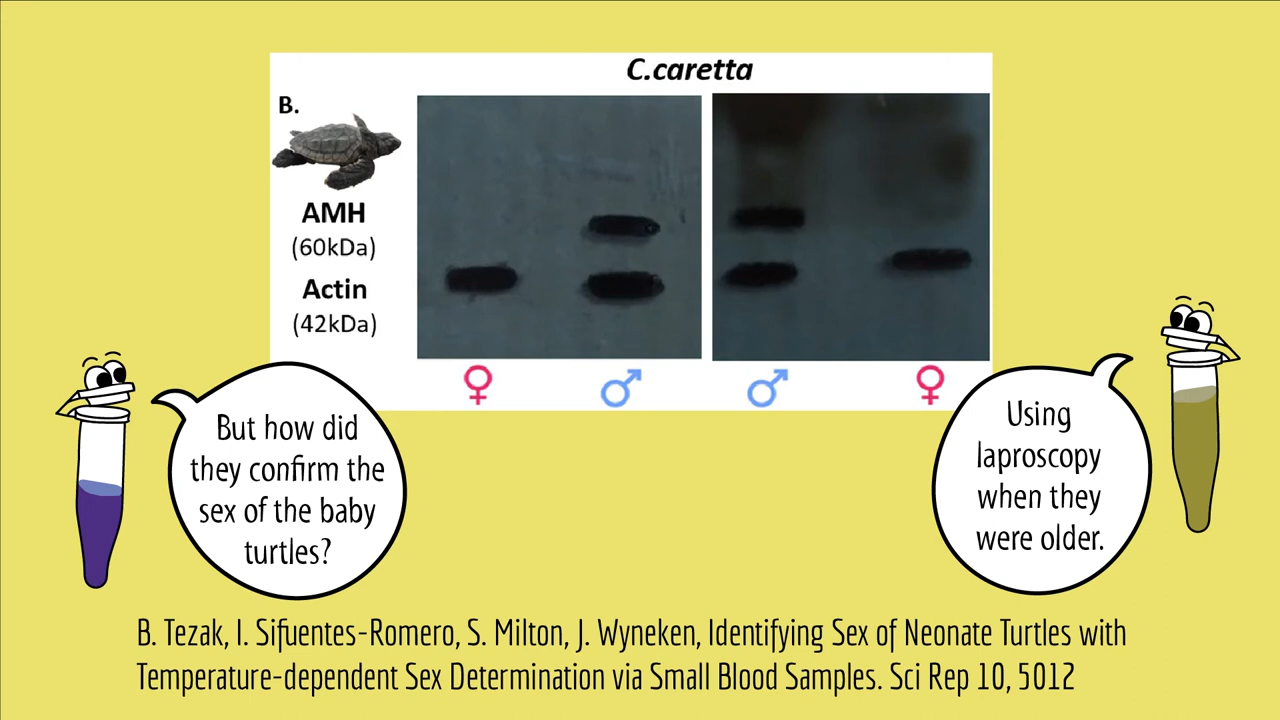 C.caretta
B.
AMH
(60kDa)
Actin
(42kDa)
♀ ♂ ♂ ♀
But how did
they confirm the
sex of the baby
turtles?
Using
laproscopy
when they
were older.
B. Tezak, I. Sifuentes-Romero, S. Milton, J. Wyneken, Identifying Sex of Neonate Turtles with
Temperature-dependent Sex Determination via Small Blood Samples. Sci Rep 10, 5012